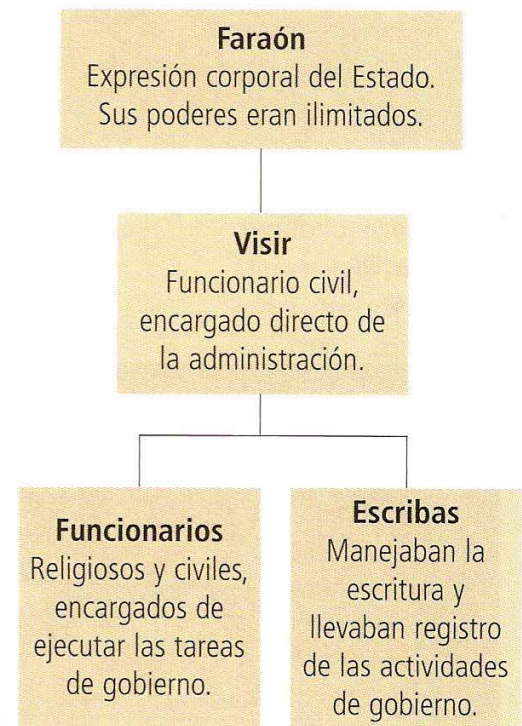 Faraón
Expresión corporal del Estado.
Sus poderes eran ilimitados.
Visir
Funcionario civil,
encargado directo de
la administración.
Funcionarios
Religiosos y civiles,
encargados de
ejecutar las tareas
de gobierno.
Escribas
Manejaban la
escritura y
llevaban registro
de las actividades
de gobierno.